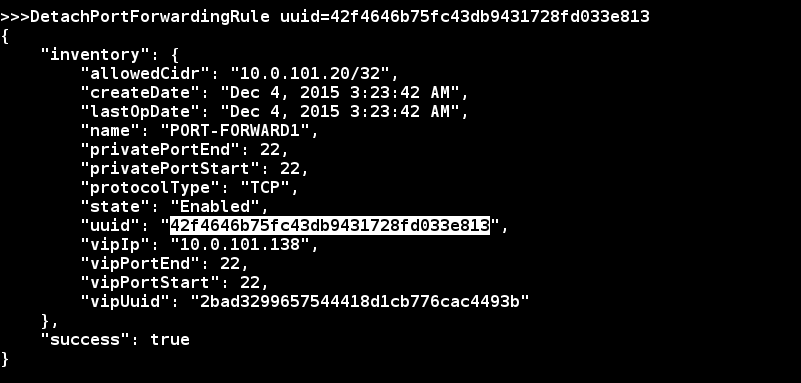 >>>DetachPortForwardingRule uuid=42f4646b75fc43db9431728fd033e813
{
    "inventory": {
        "allowedCidr": "10.0.101.20/32",
        "createDate": "Dec 4, 2015 3:23:42 AM",
        "lastOpDate": "Dec 4, 2015 3:23:42 AM",
        "name": "PORT-FORWARD1",
        "privatePortEnd": 22,
        "privatePortStart": 22,
        "protocolType": "TCP",
        "state": "Enabled",
        "uuid": "42f4646b75fc43db9431728fd033e813",
        "vipIp": "10.0.101.138",
        "vipPortEnd": 22,
        "vipPortStart": 22,
        "vipUuid": "2bad3299657544418d1cb776cac4493b"
    },
    "success": true
}